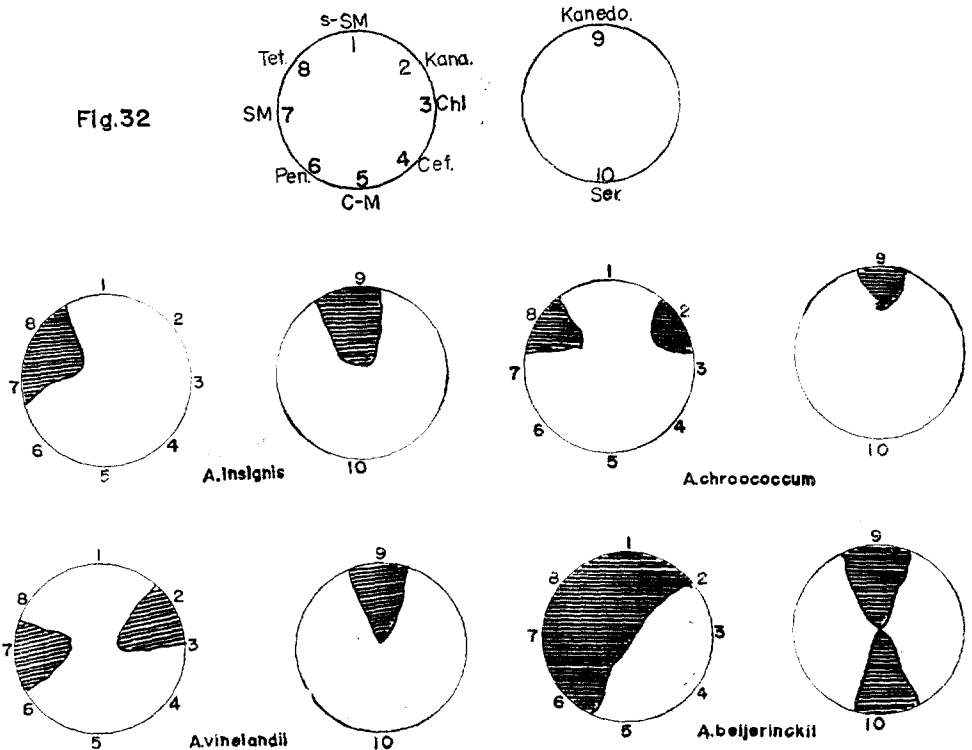 Fig.32
s-SM
1
Tet. 8
2 Kana.
SM 7
3 Chl
Pen. 6
4 Cef.
5
C-M
Kanedo.
9
10
Ser.
1
8
2
7
3
6
4
5
9
10
A.insignis
1
8
2
7
3
6
4
5
9
10
A.chroococcum
1
8
2
7
3
6
4
5
9
10
A.vinelandii
1
8
2
7
3
6
4
5
9
10
A.beijerinckii